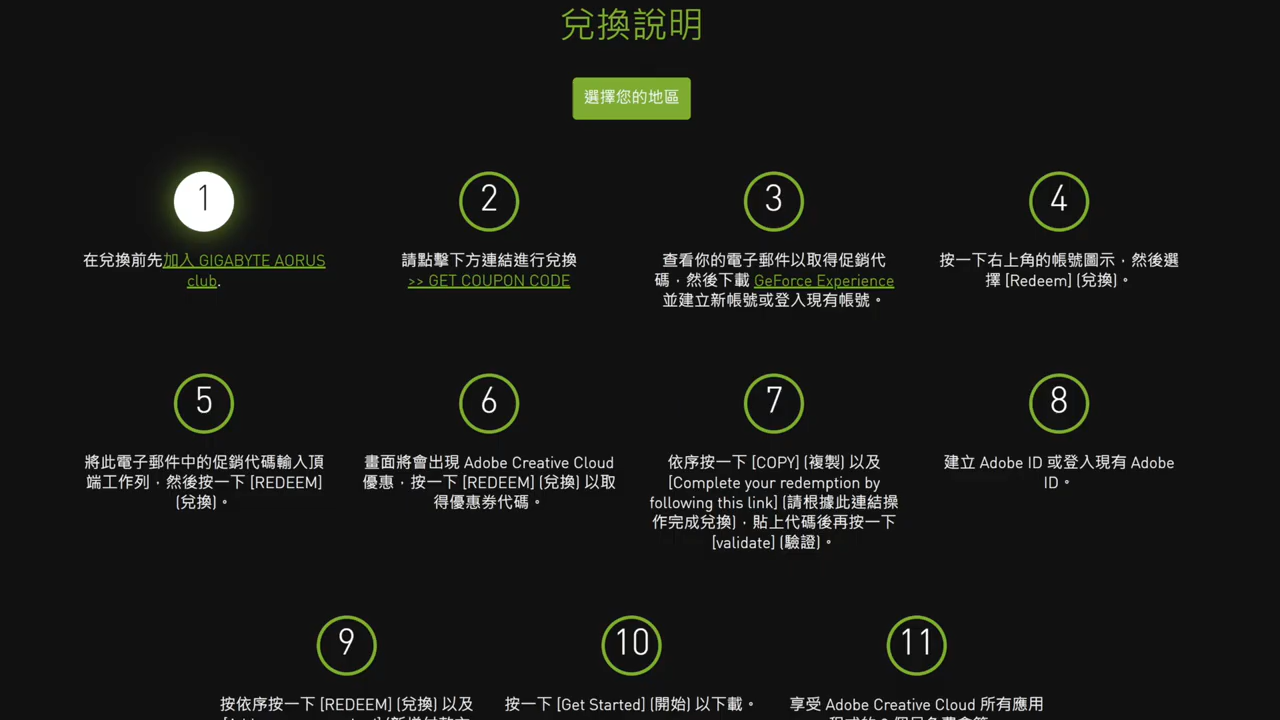 兌換說明
選擇您的地區
1
在兌換前先加入 GIGABYTE AORUS
club.
2
請點擊下方連結進行兌換
>> GET COUPON CODE
3
查看你的電子郵件以取得促銷代
碼，然後下載 GeForce Experience
並建立新帳號或登入現有帳號。
4
按一下右上角的帳號圖示，然後選
擇 [Redeem] (兌換)。
5
將此電子郵件中的促銷代碼輸入頂
端工作列，然後按一下 [REDEEM]
(兌換)。
6
畫面將會出現 Adobe Creative Cloud
優惠，按一下 [REDEEM] (兌換) 以取
得優惠券代碼。
7
依序按一下 [COPY] (複製) 以及
[Complete your redemption by
following this link] (請根據此連結操
作完成兌換)，貼上代碼後再按一下
[validate] (驗證)。
8
建立 Adobe ID 或登入現有 Adobe
ID。
9
按依序按一下 [REDEEM] (兌換) 以及
10
按一下 [Get Started] (開始) 以下載。
11
享受 Adobe Creative Cloud 所有應用